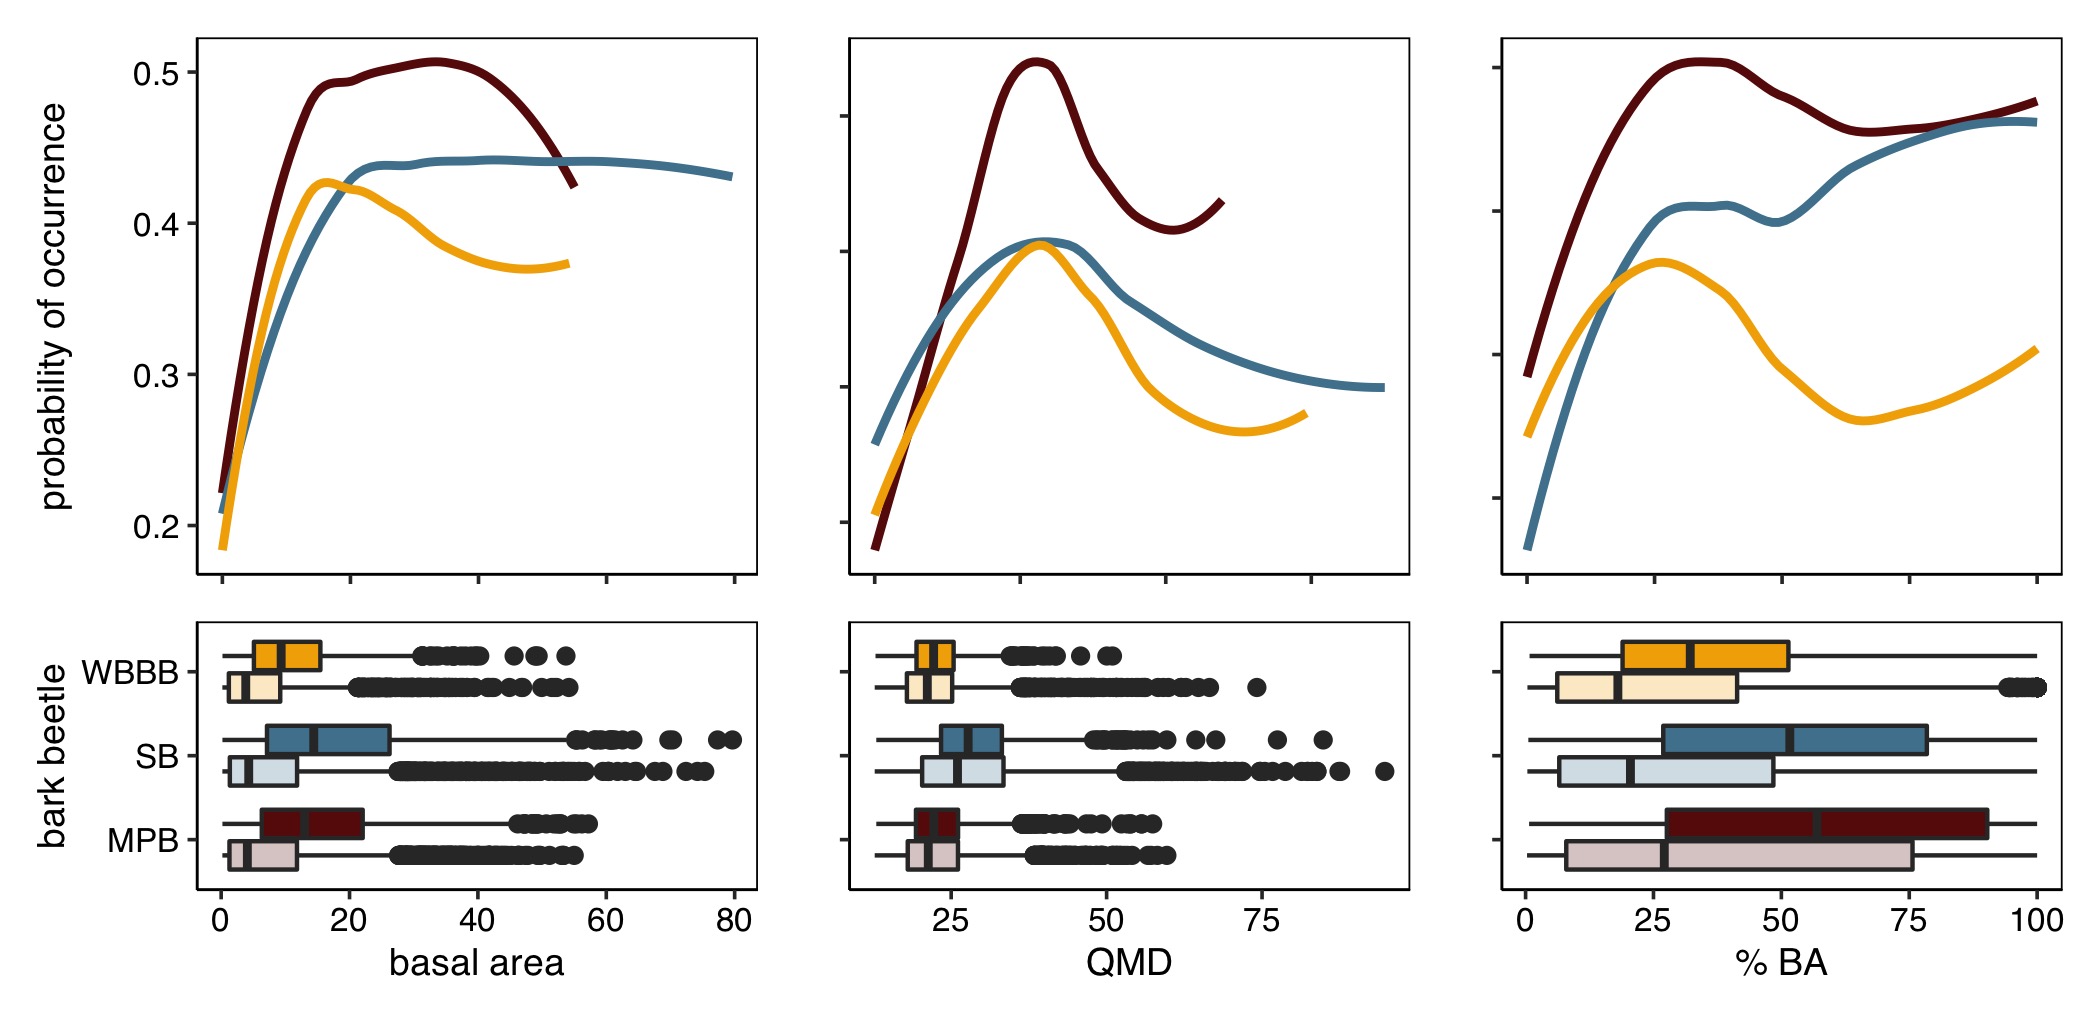 probability of occurrence
0.5
0.4
0.3
0.2
bark beetle
WBBB
SB
MPB
0 20 40 60 80
25 50 75
0 25 50 75 100
basal area
QMD
% BA